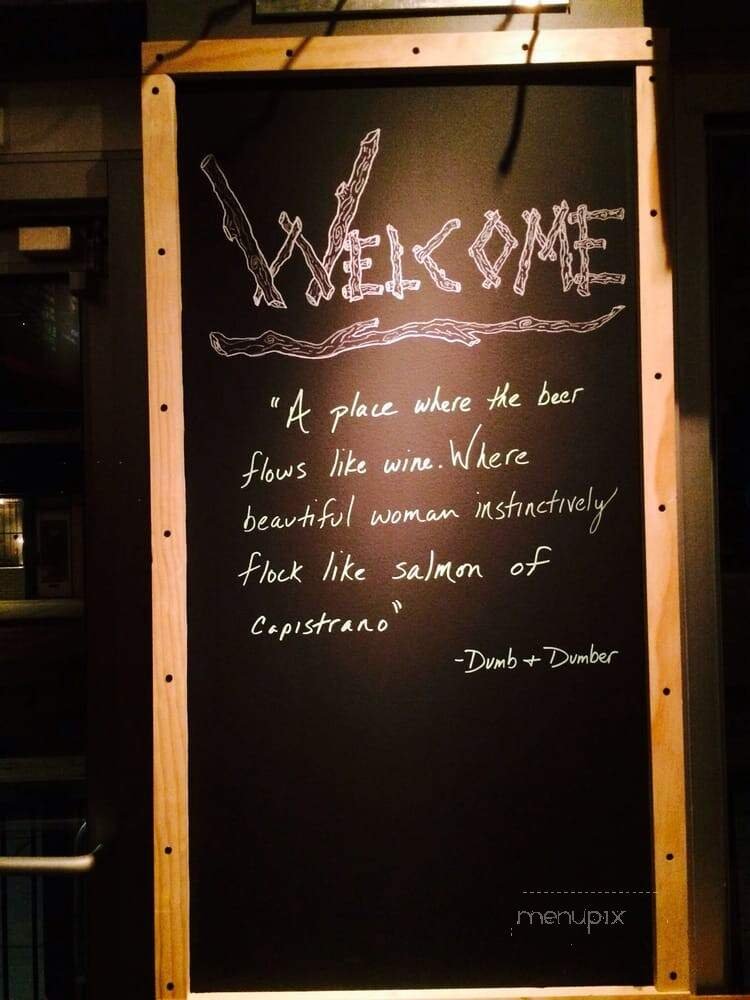 WELCOME
"A place where the beer
flows like wine. Where
beautiful woman instinctively
flock like salmon of
Capistrano"
-Dumb + Dumber
menupix